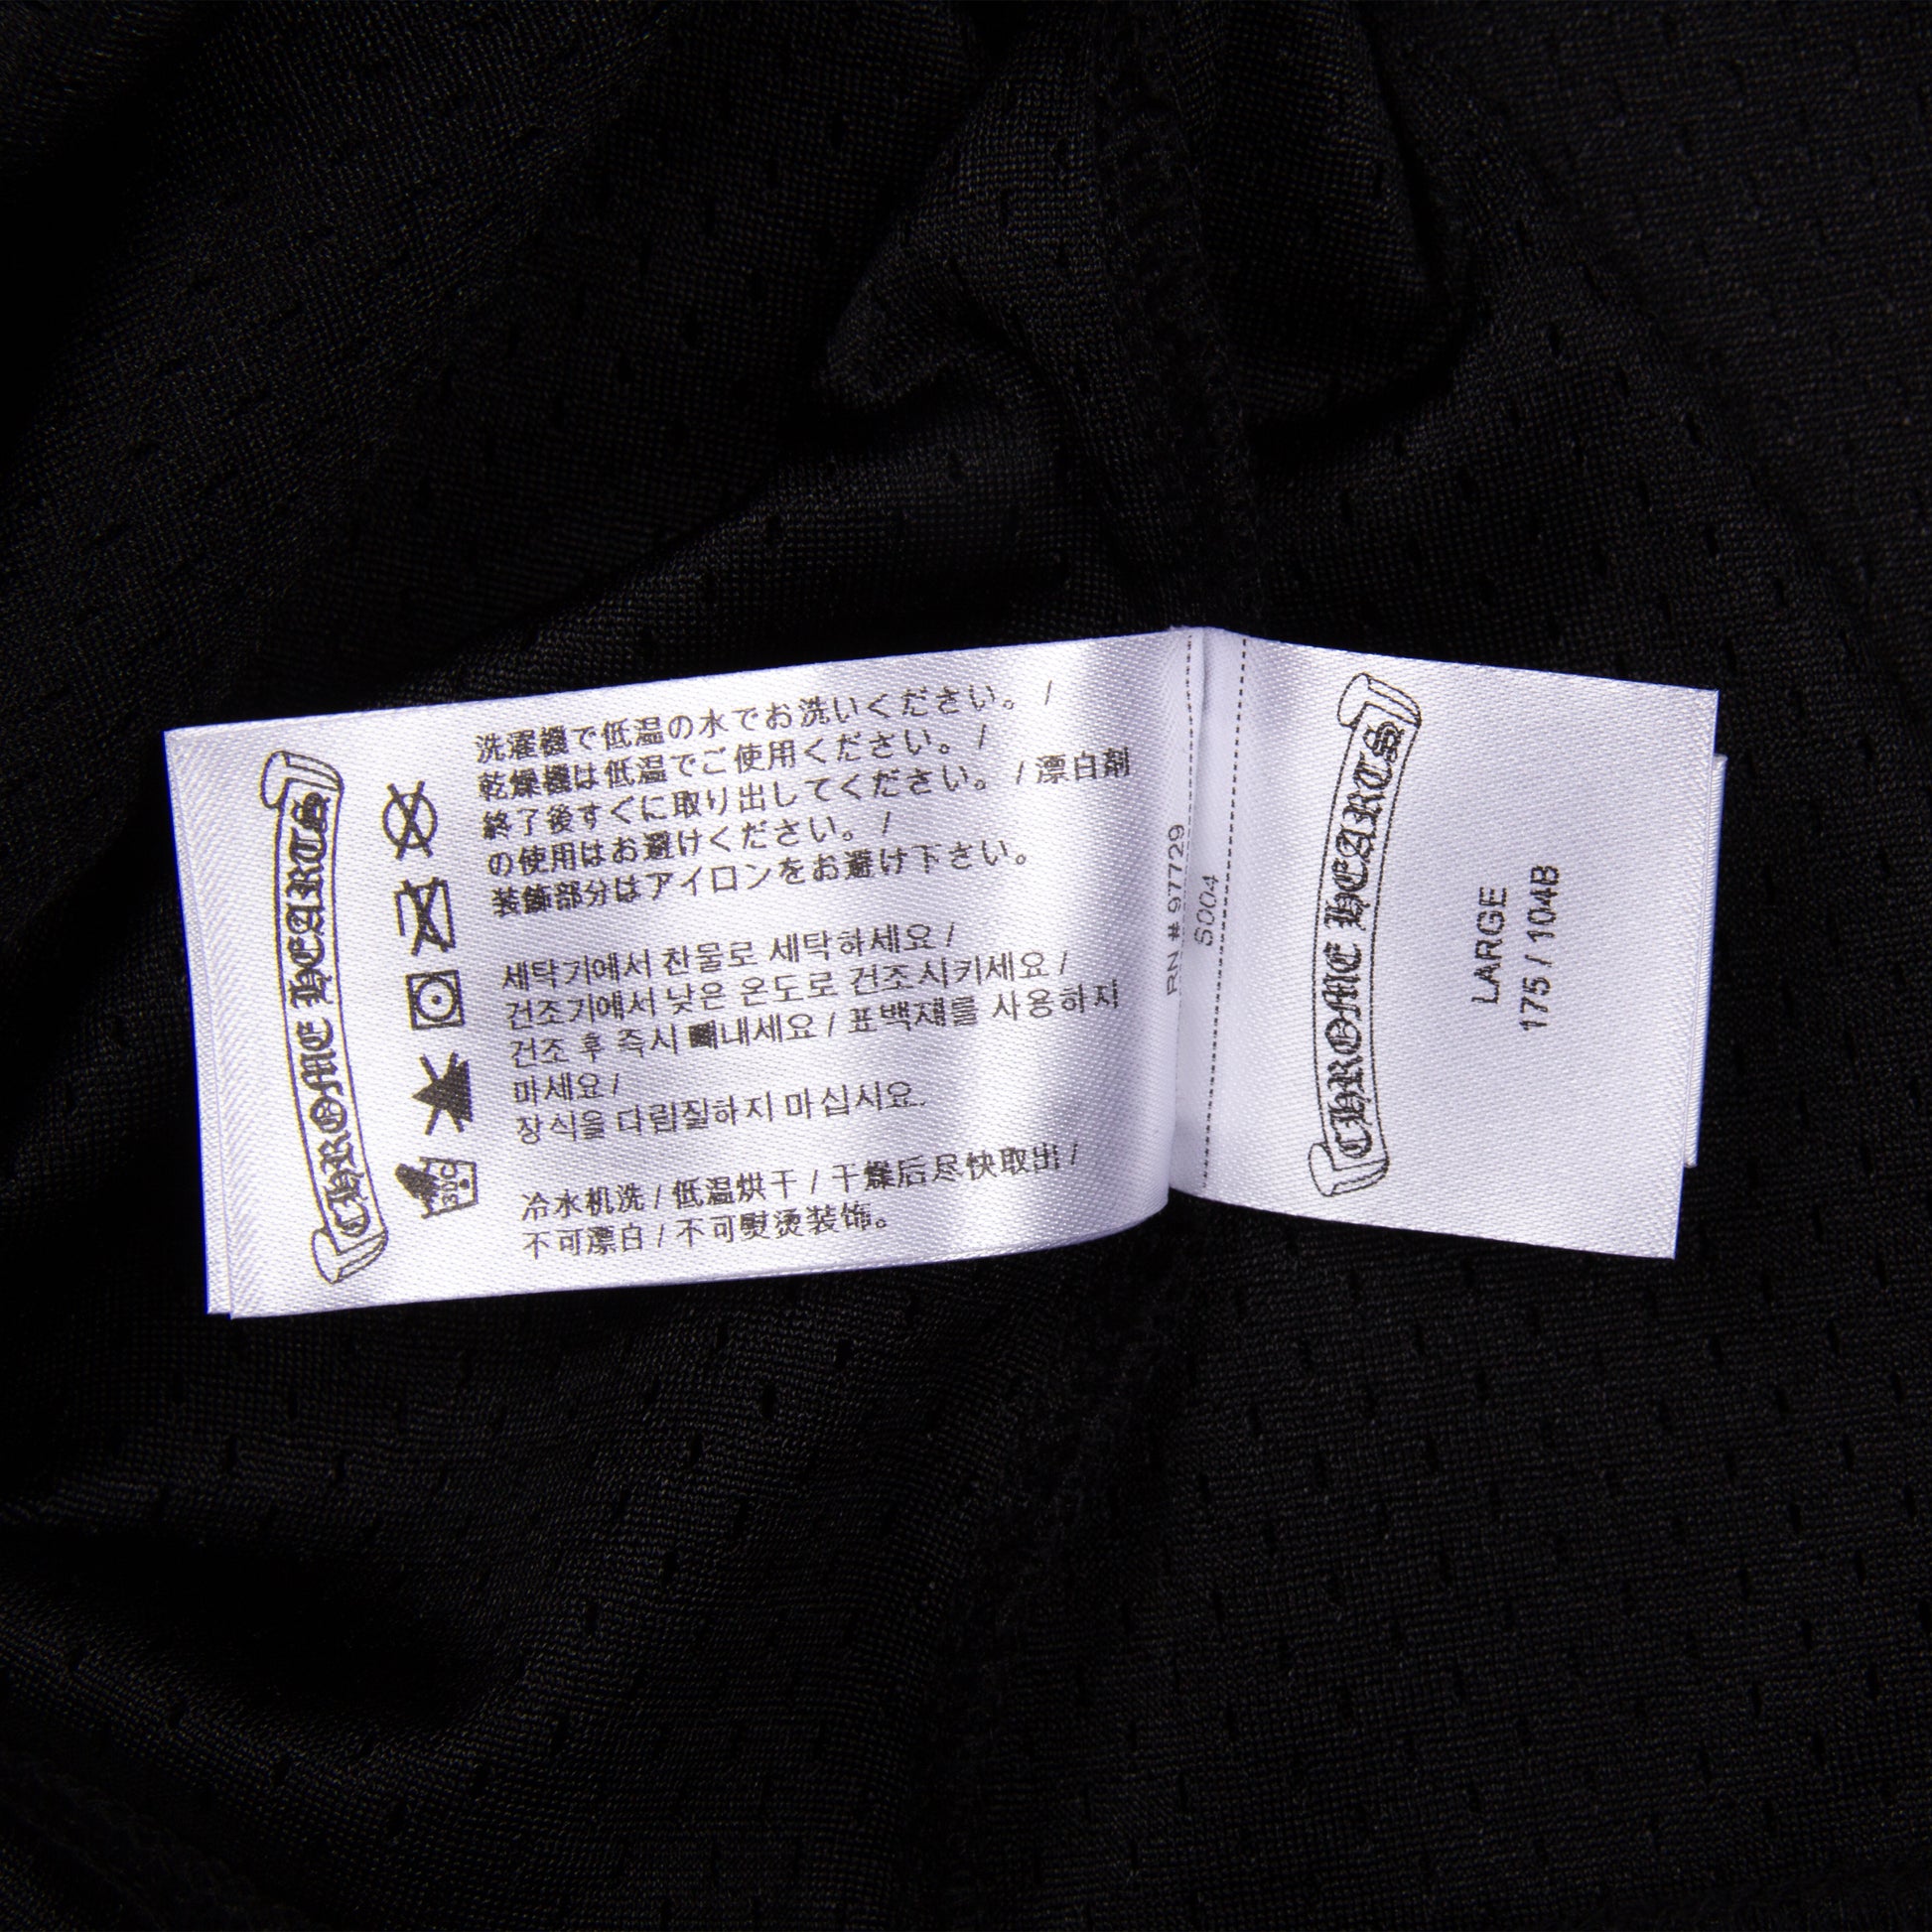 CHROME HEARTS
洗濯機で低温の水でお洗いください。 /
乾燥機は低温でご使用ください。 /
終了後すぐに取り出してください。 / 漂白剤
の使用はお避けください。 /
装飾部分はアイロンをお避け下さい。
세탁기에서 찬물로 세탁하세요 /
건조기에서 낮은 온도로 건조시키세요 /
건조 후 즉시 빼내세요 / 표백재를 사용하지
마세요 /
장식을 다림질하지 마십시요.
冷水机洗 / 低温烘干 / 干燥后尽快取出 /
不可漂白 / 不可熨烫装饰。
30C
RN # 977729
S004
CHROME HEARTS
LARGE
175 / 104B